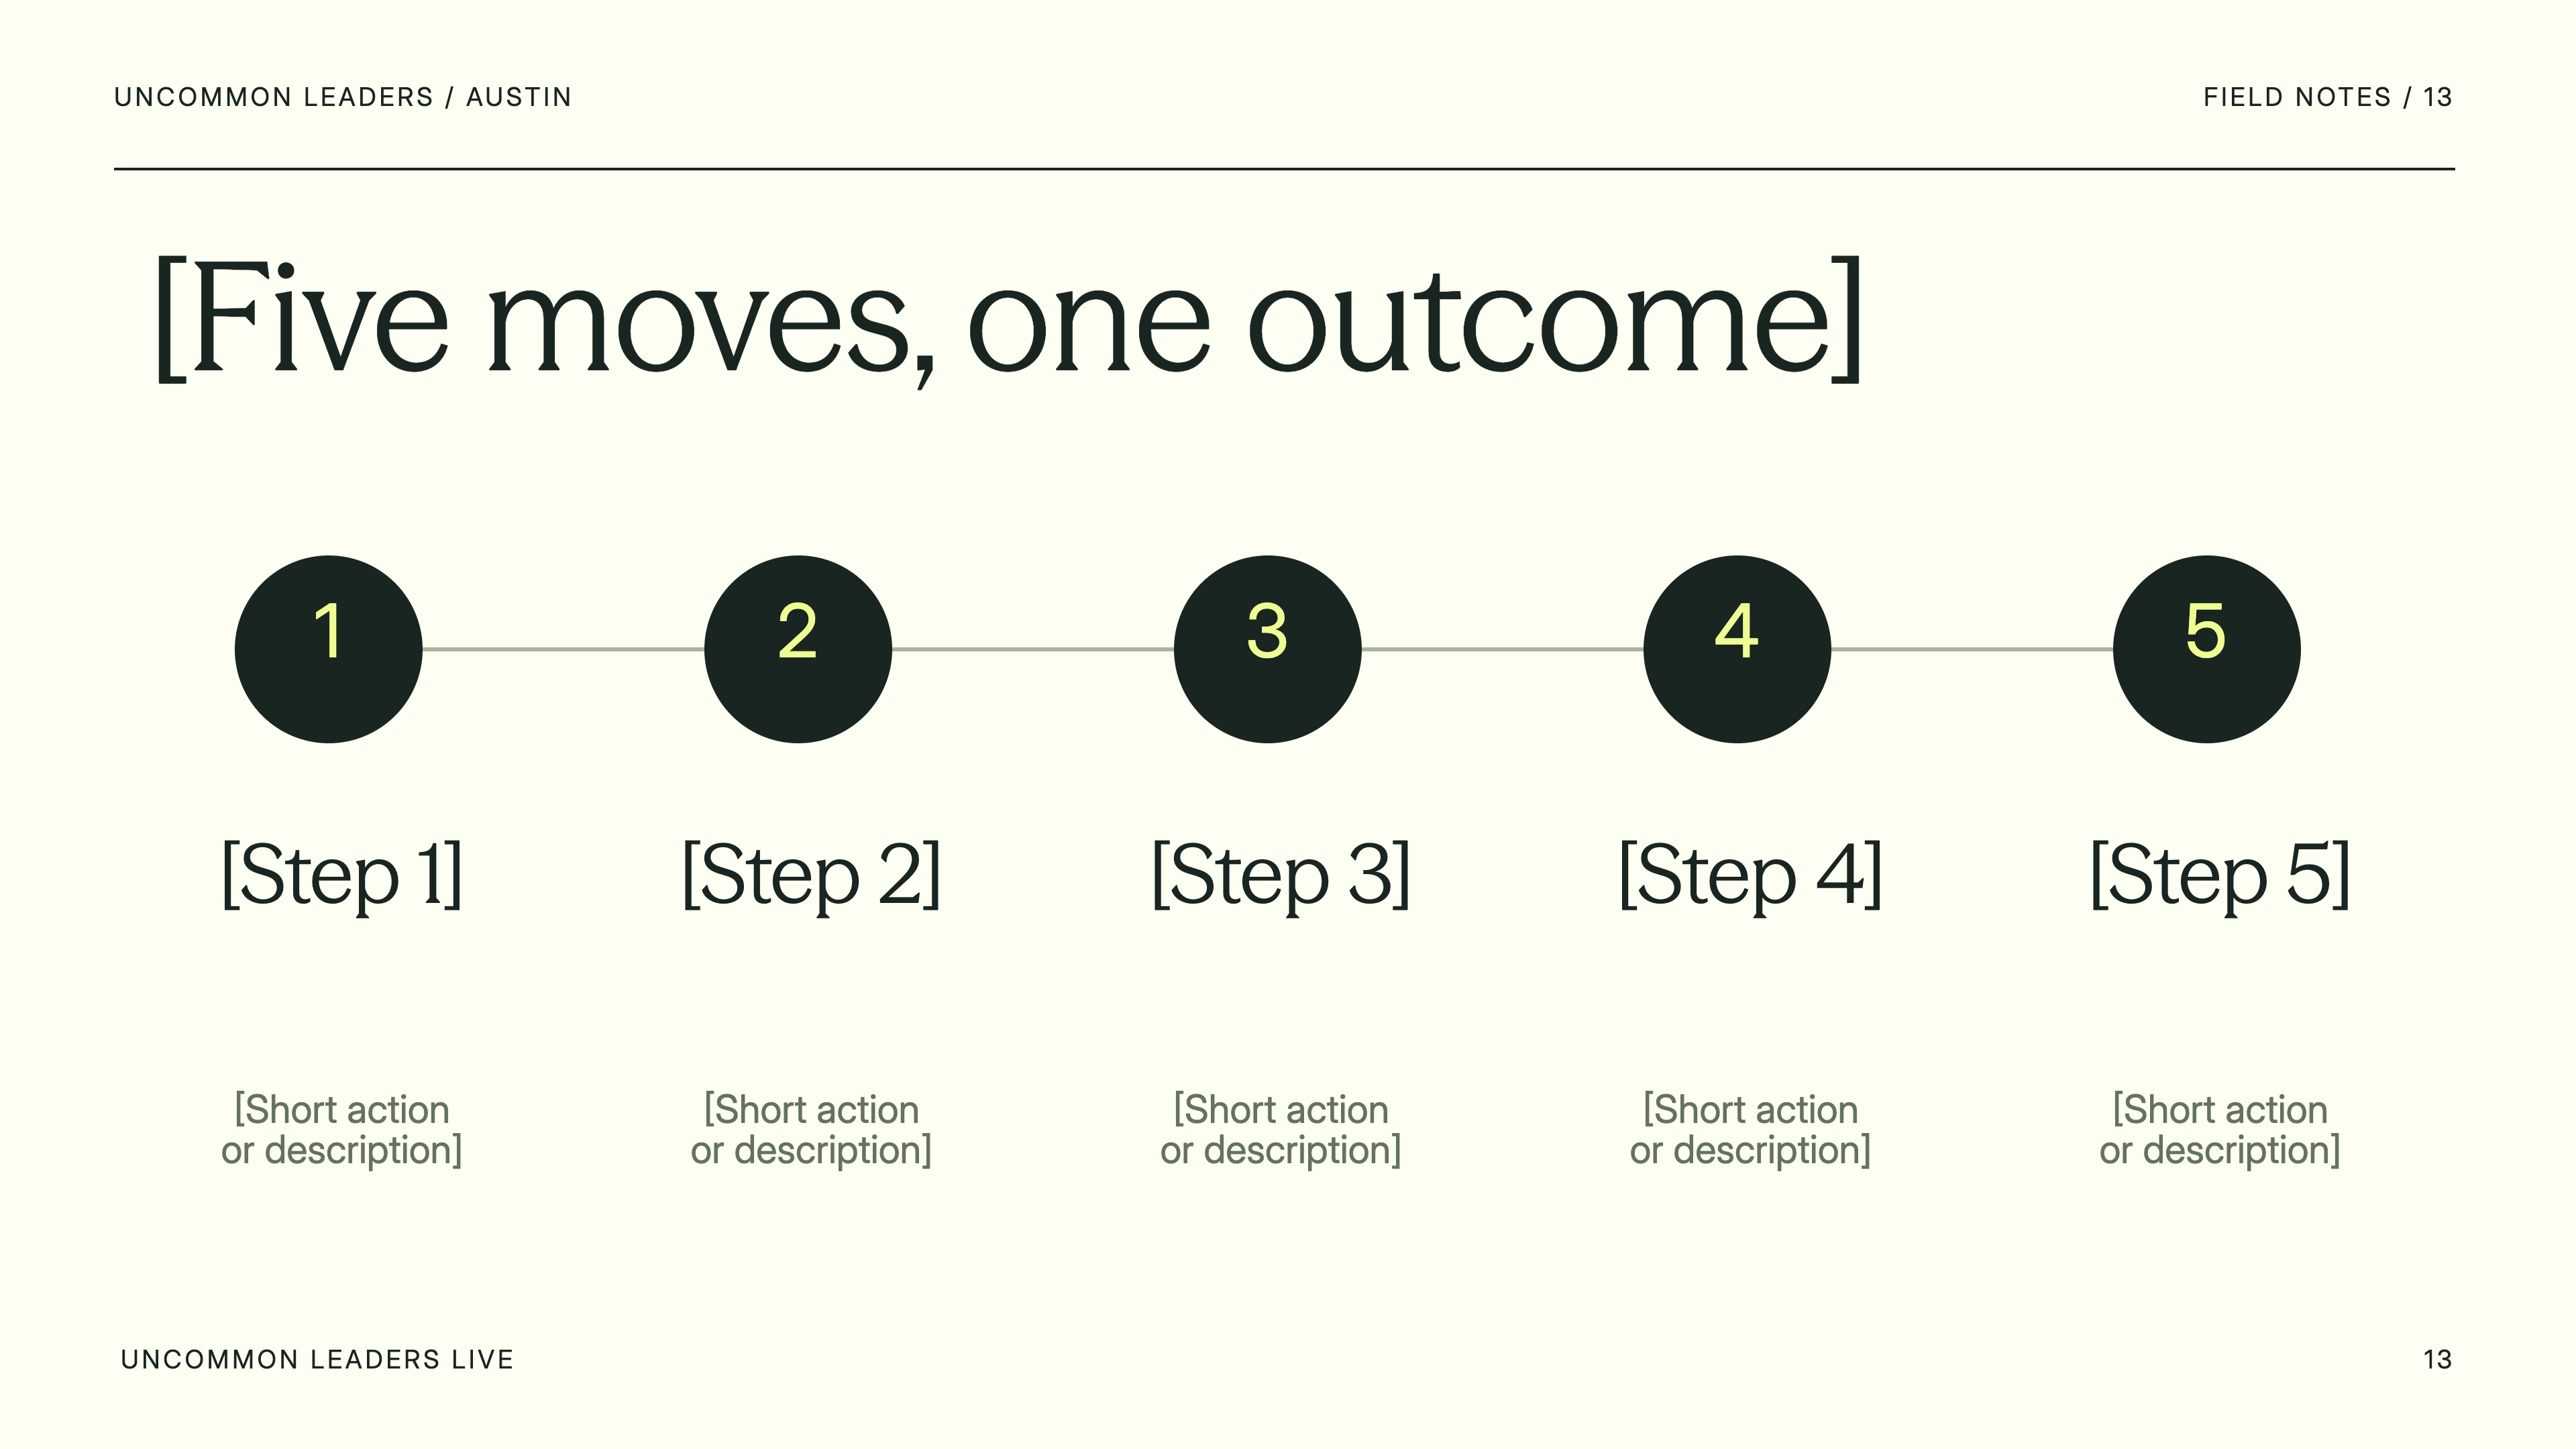 UNCOMMON LEADERS / AUSTIN
FIELD NOTES / 13
[Five moves, one outcome]
1
2
3
4
5
[Step 1]
[Step 2]
[Step 3]
[Step 4]
[Step 5]
[Short action
or description]
[Short action
or description]
[Short action
or description]
[Short action
or description]
[Short action
or description]
UNCOMMON LEADERS LIVE
13